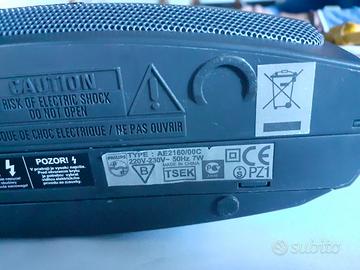 CAUTION
RISK OF ELECTRIC SHOCK
DO NOT OPEN
QUE DE CHOC ELECTRIQUE / NE PAS OUVRIR
POZOR!
PHILIPS
TYPE : AE2160/00C
220V-230V~ 50Hz 7W
MADE IN CHINA
TSEK
B
PZ1
subito